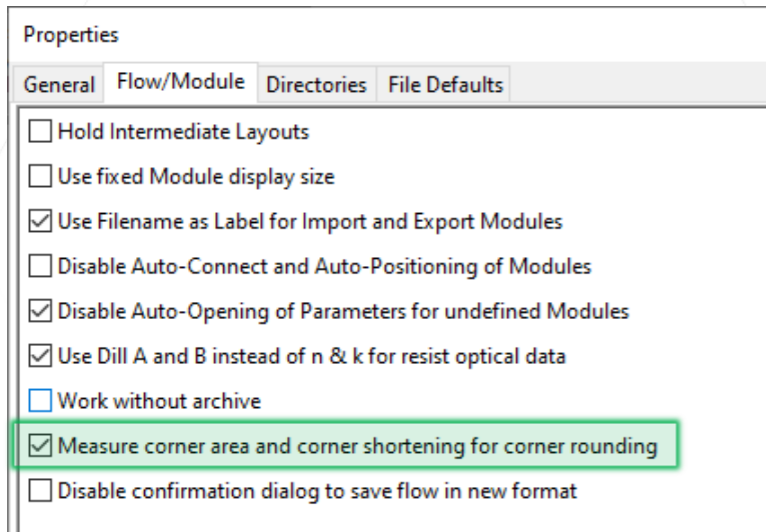 Properties
General Flow/Module Directories File Defaults
Hold Intermediate Layouts
Use fixed Module display size
Use Filename as Label for Import and Export Modules
Disable Auto-Connect and Auto-Positioning of Modules
Disable Auto-Opening of Parameters for undefined Modules
Use Dill A and B instead of n & k for resist optical data
Work without archive
Measure corner area and corner shortening for corner rounding
Disable confirmation dialog to save flow in new format